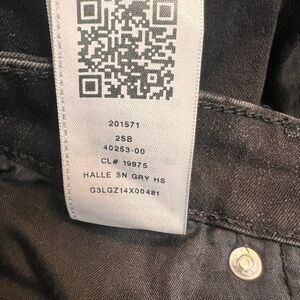 201571
2SB
40253-00
CL# 19875
HALLE SN GRY HS
G3LGZ14X00481